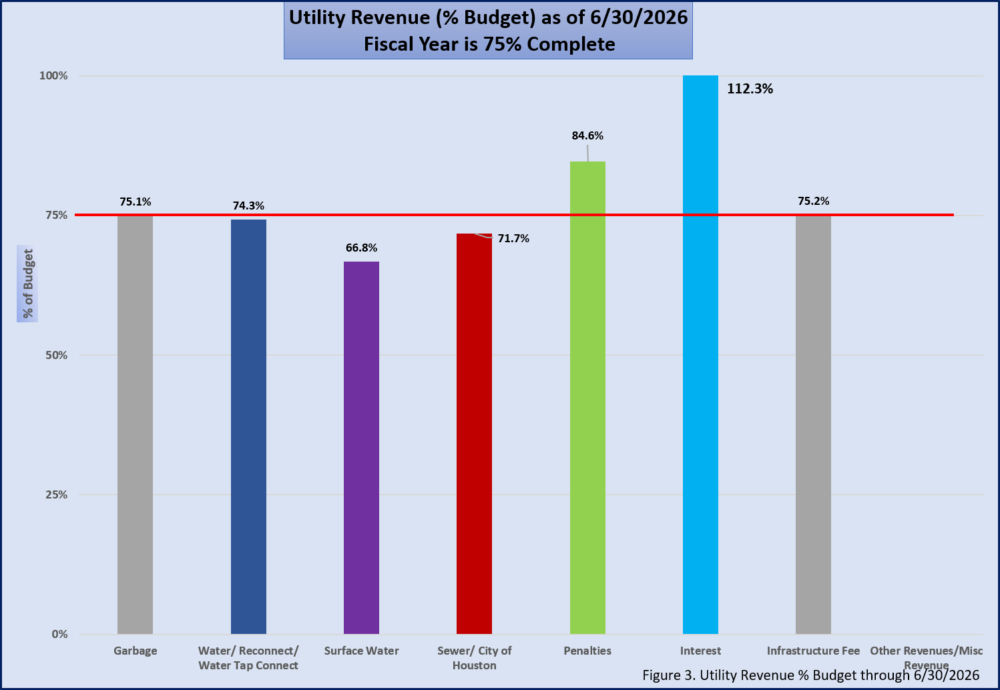 Utility Revenue (% Budget) as of 6/30/2026
Fiscal Year is 75% Complete
100%
112.3%
84.6%
75.1%
74.3%
75.2%
75%
71.7%
66.8%
% of Budget
50%
25%
0%
Garbage
Water/ Reconnect/
Water Tap Connect
Surface Water
Sewer/ City of
Houston
Penalties
Interest
Infrastructure Fee
Other Revenues/Misc
Revenue
Figure 3. Utility Revenue % Budget through 6/30/2026